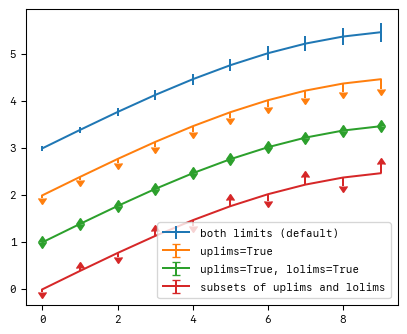 5
4
3
2
1
0
both limits (default)
uplims=True
uplims=True, lolims=True
subsets of uplims and lolims
0 2 4 6 8